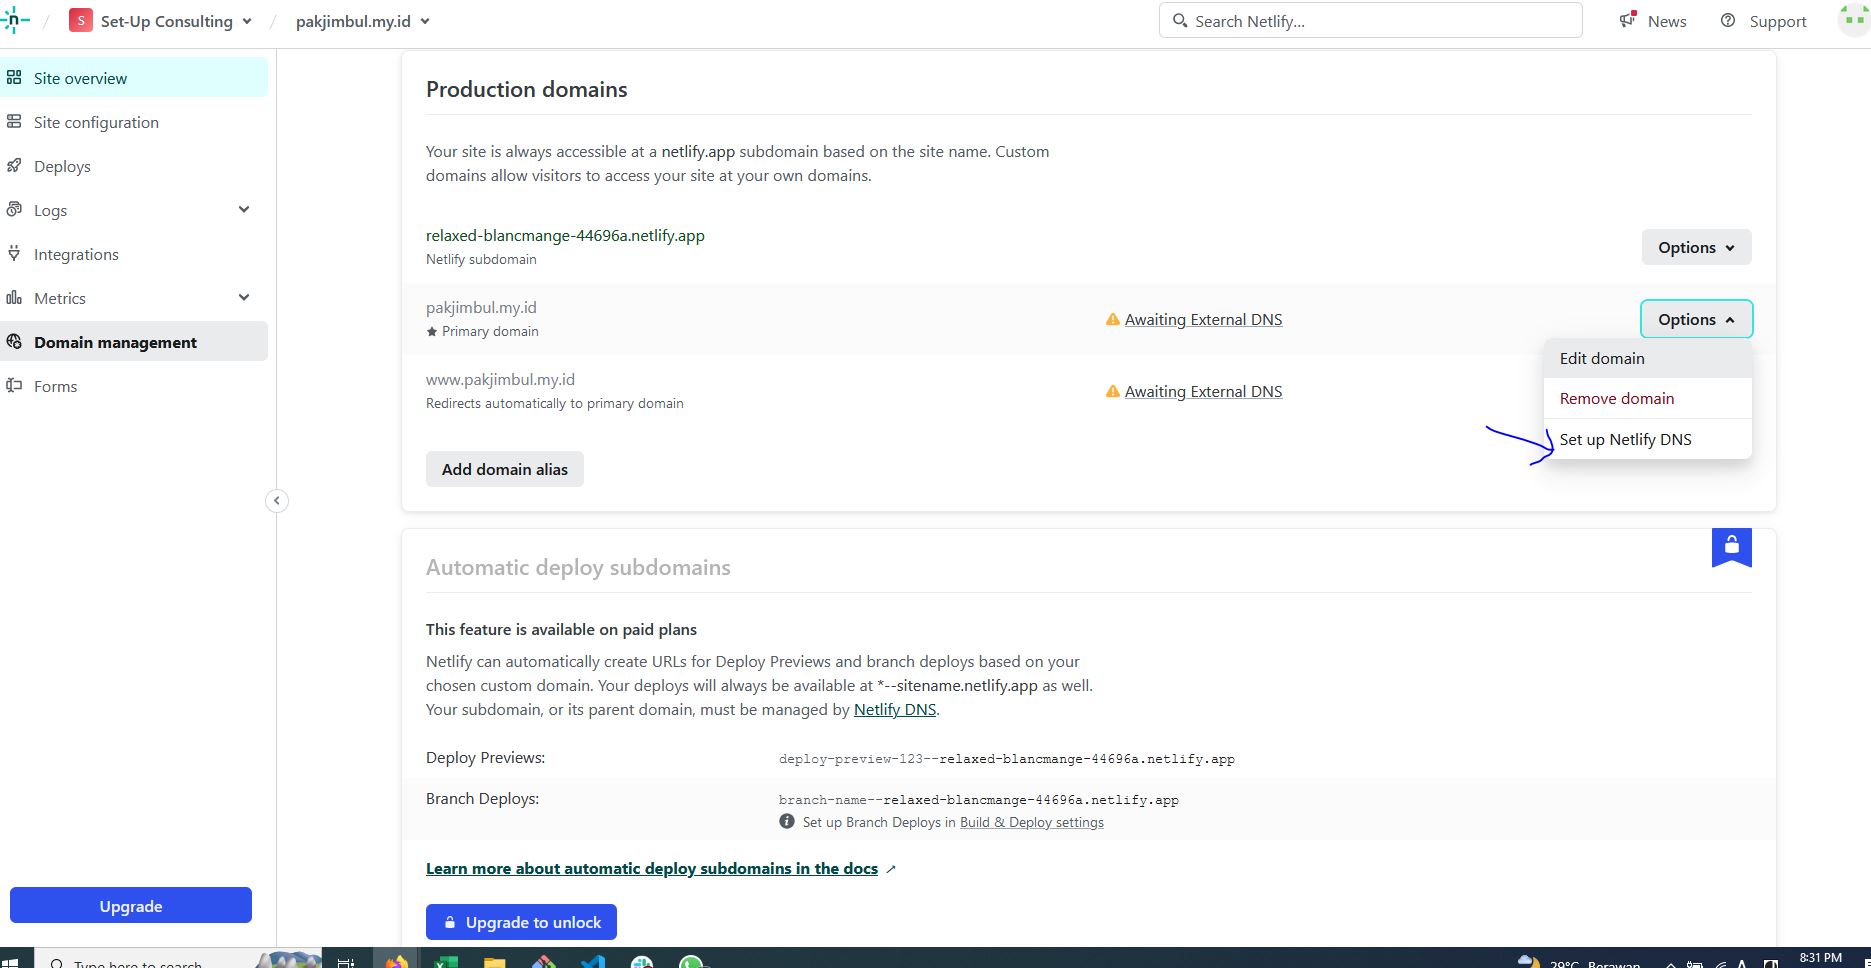 S Set-Up Consulting
pakjimbul.my.id
Search Netlify...
News
Support
Site overview
Site configuration
Deploys
Logs
Integrations
Metrics
Domain management
Forms
Upgrade
Production domains
Your site is always accessible at a netlify.app subdomain based on the site name. Custom
domains allow visitors to access your site at your own domains.
relaxed-blancmange-44696a.netlify.app
Netlify subdomain
Options
pakjimbul.my.id
Primary domain
Awaiting External DNS
Options
Edit domain
Remove domain
Set up Netlify DNS
www.pakjimbul.my.id
Redirects automatically to primary domain
Awaiting External DNS
Add domain alias
Automatic deploy subdomains
This feature is available on paid plans
Netlify can automatically create URLs for Deploy Previews and branch deploys based on your
chosen custom domain. Your deploys will always be available at *--sitename.netlify.app as well.
Your subdomain, or its parent domain, must be managed by Netlify DNS.
Deploy Previews:
deploy-preview-123--relaxed-blancmange-44696a.netlify.app
Branch Deploys:
branch-name--relaxed-blancmange-44696a.netlify.app
Set up Branch Deploys in Build & Deploy settings
Learn more about automatic deploy subdomains in the docs
Upgrade to unlock
Type here to search
29°C Berawan
8:31 PM